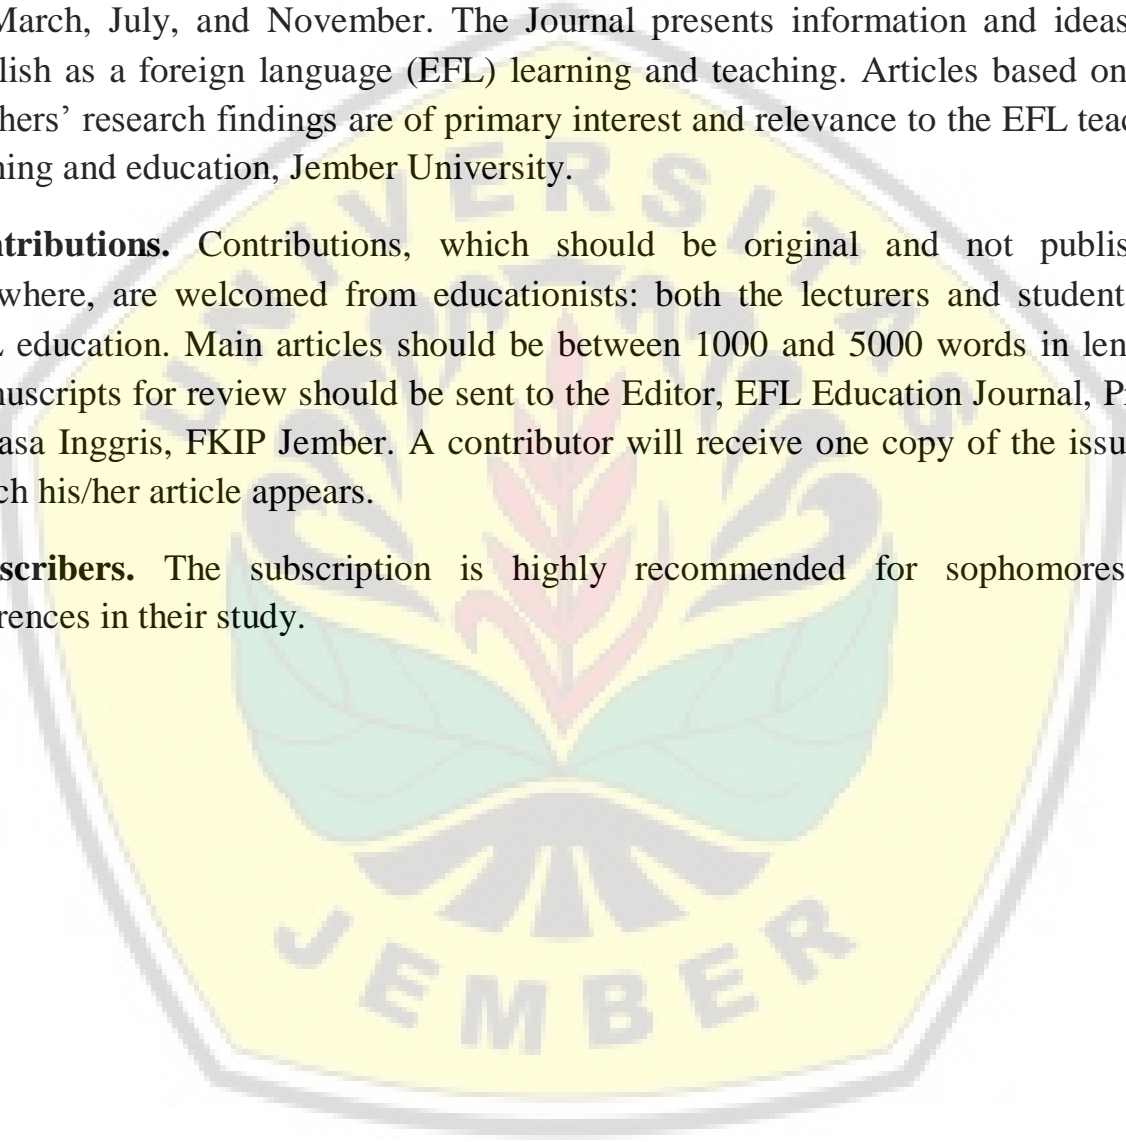 March, July, and November. The Journal presents information and ideas
lish as a foreign language (EFL) learning and teaching. Articles based on
hers’ research findings are of primary interest and relevance to the EFL teac
ning and education, Jember University.
ntributions. Contributions, which should be original and not publis
where, are welcomed from educationists: both the lecturers and student
L education. Main articles should be between 1000 and 5000 words in len
nuscripts for review should be sent to the Editor, EFL Education Journal, P
asa Inggris, FKIP Jember. A contributor will receive one copy of the issu
ch his/her article appears.
scribers. The subscription is highly recommended for sophomores
rences in their study.
UNIVERSITAS
JEMBER